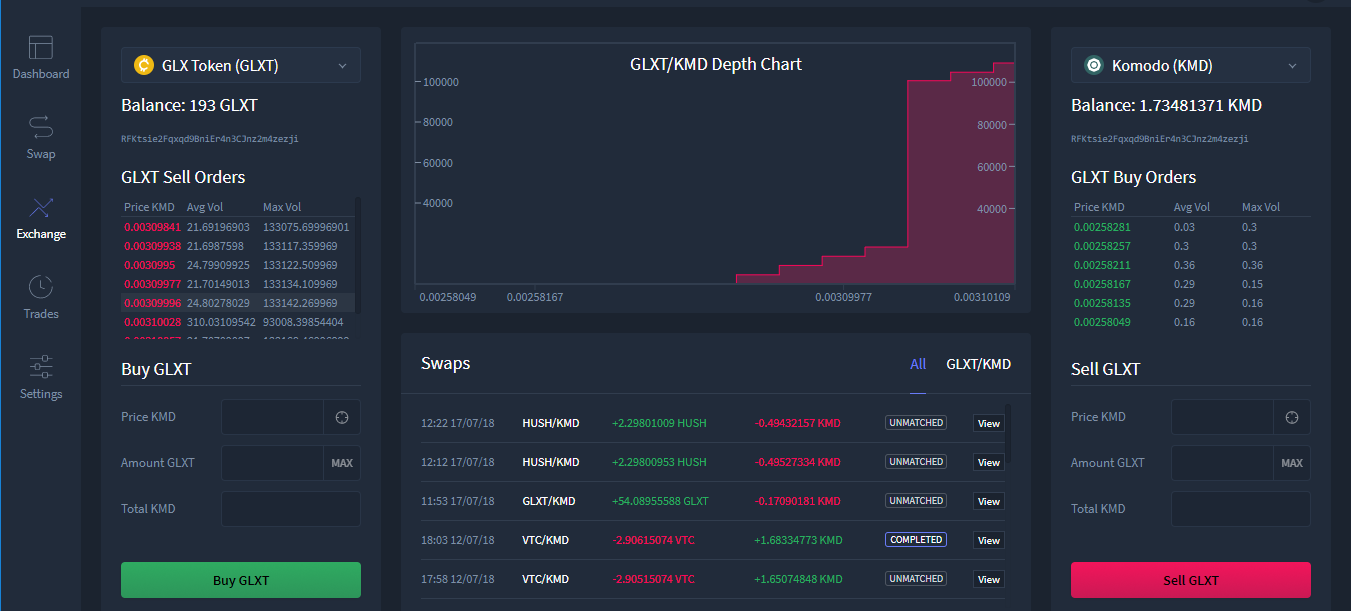 Dashboard
Swap
Exchange
Trades
Settings
GLX Token (GLXT)
Balance: 193 GLXT
RFKtsie2Fqxqd9BniEr4n3CJnz2m4zezji
GLXT Sell Orders
Price KMD Avg Vol Max Vol
0.00309841 21.69196903 133075.69996901
0.00309938 21.6987598 133117.359969
0.0030995 24.79909925 133122.509969
0.00309977 21.70149013 133134.109969
0.00309996 24.80278029 133142.269969
0.00310028 310.03109542 93008.39854404
Buy GLXT
Price KMD
Amount GLXT MAX
Total KMD
Buy GLXT
GLXT/KMD Depth Chart
100000 100000
80000 80000
60000 60000
40000 40000
0.00258049 0.00258167 0.00309977 0.00310109
Swaps All GLXT/KMD
12:22 17/07/18 HUSH/KMD +2.29801009 HUSH -0.49432157 KMD UNMATCHED View
12:12 17/07/18 HUSH/KMD +2.29800953 HUSH -0.49527334 KMD UNMATCHED View
11:53 17/07/18 GLXT/KMD +54.08955588 GLXT -0.17090181 KMD UNMATCHED View
18:03 12/07/18 VTC/KMD -2.90615074 VTC +1.68334773 KMD COMPLETED View
17:58 12/07/18 VTC/KMD -2.90515074 VTC +1.65074848 KMD UNMATCHED View
Komodo (KMD)
Balance: 1.73481371 KMD
RFKtsie2Fqxqd9BniEr4n3CJnz2m4zezji
GLXT Buy Orders
Price KMD Avg Vol Max Vol
0.00258281 0.03 0.3
0.00258257 0.3 0.3
0.00258211 0.36 0.36
0.00258167 0.29 0.15
0.00258135 0.29 0.16
0.00258049 0.16 0.16
Sell GLXT
Price KMD
Amount GLXT MAX
Total KMD
Sell GLXT